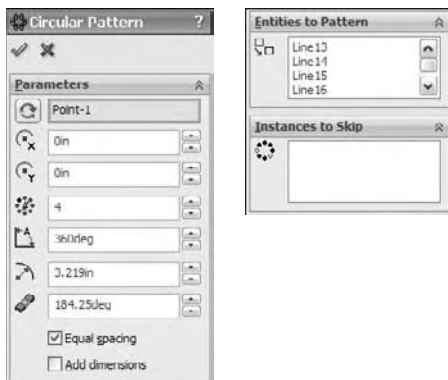 Circular Pattern ?
Parameters
Point-1
0in
0in
4
360deg
3.219in
184.25deg
Equal spacing
Add dimensions
Entities to Pattern
Line13
Line14
Line15
Line16
Instances to Skip